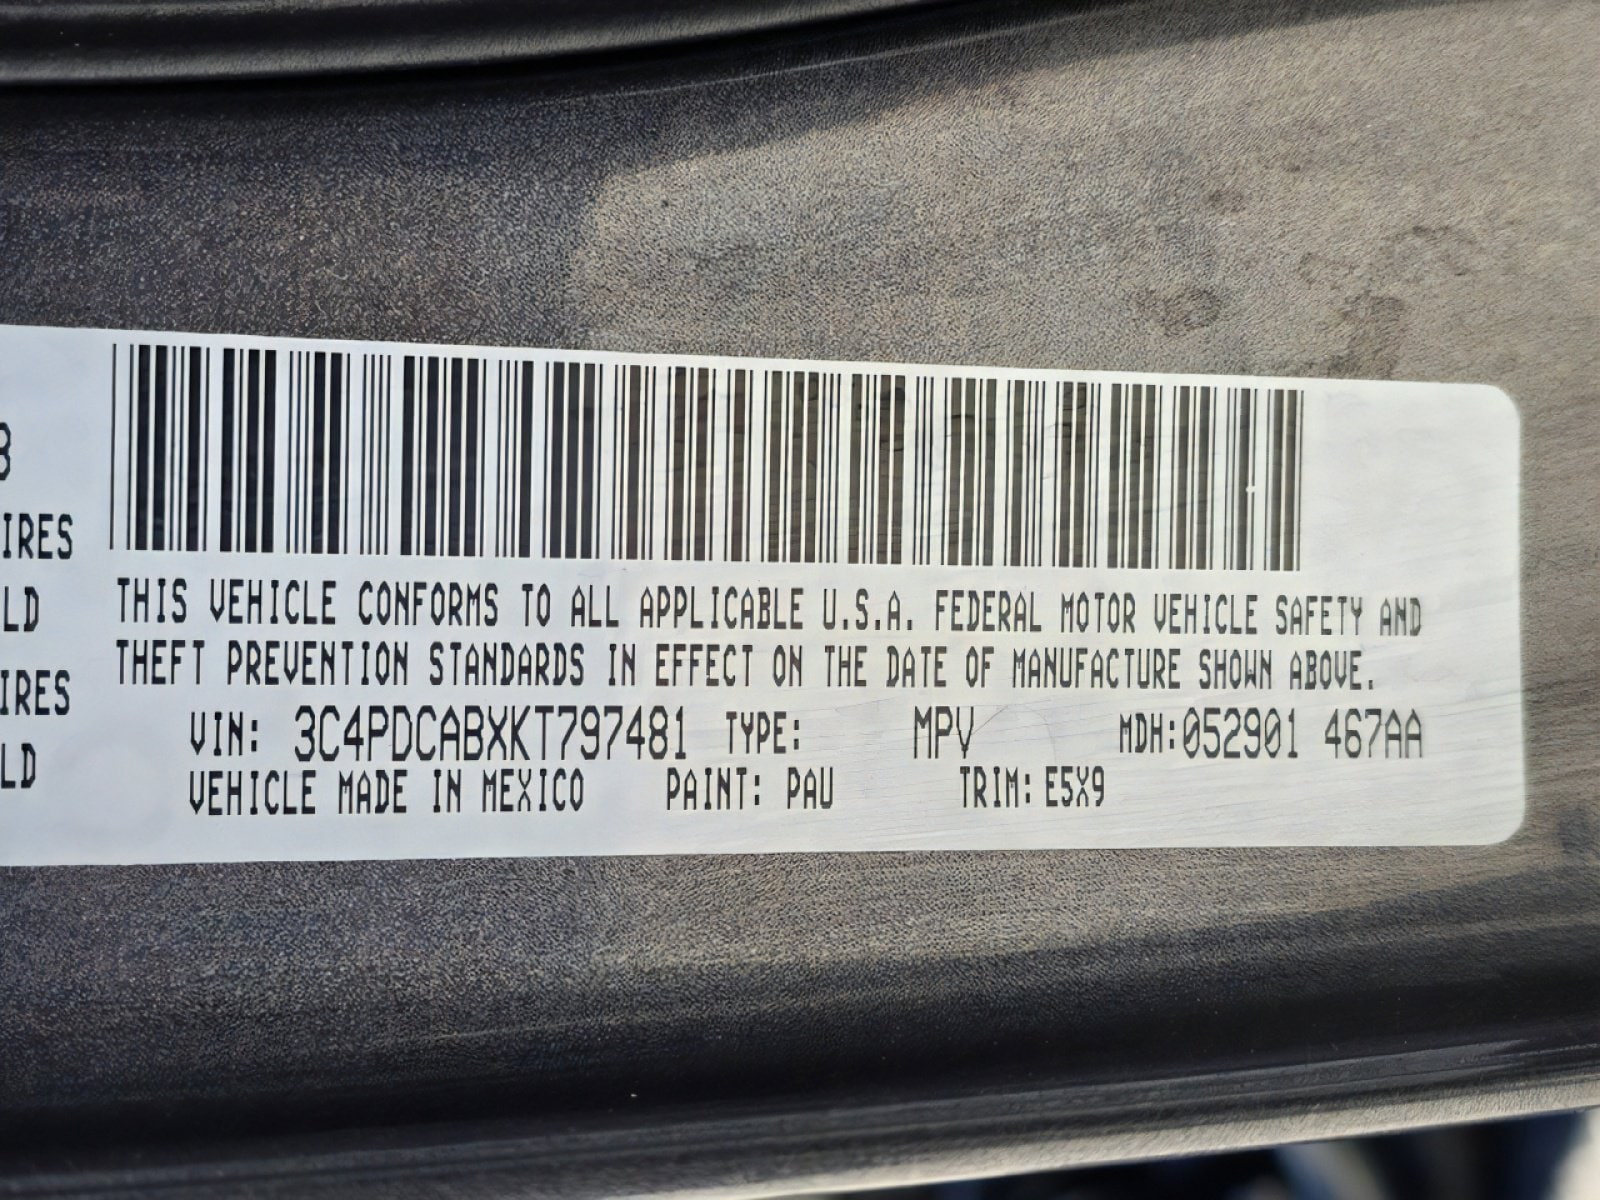 8
IRES
LD
IRES
LD
THIS VEHICLE CONFORMS TO ALL APPLICABLE U.S.A. FEDERAL MOTOR VEHICLE SAFETY AND
THEFT PREVENTION STANDARDS IN EFFECT ON THE DATE OF MANUFACTURE SHOWN ABOVE.
VIN: 3C4PDCABXKT797481 TYPE: MPV MDH:052901 467AA
VEHICLE MADE IN MEXICO PAINT: PAU TRIM: E5X9